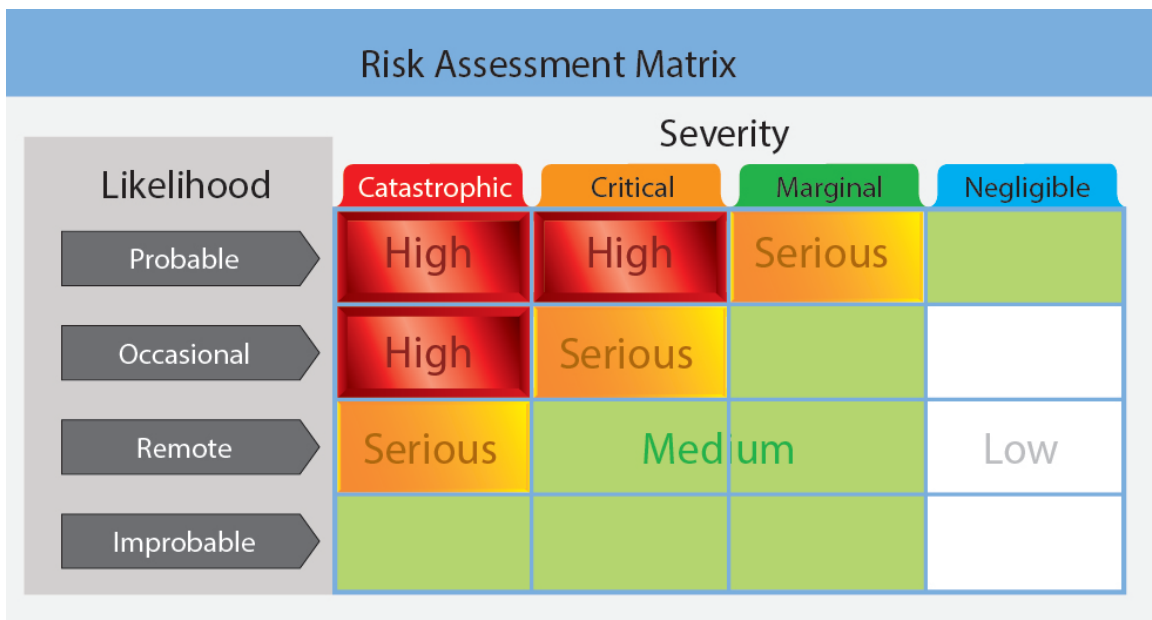 Risk Assessment Matrix
Severity
Likelihood
Catastrophic Critical Marginal Negligible
Probable High High Serious
Occasional High Serious
Remote Serious Medium Low
Improbable